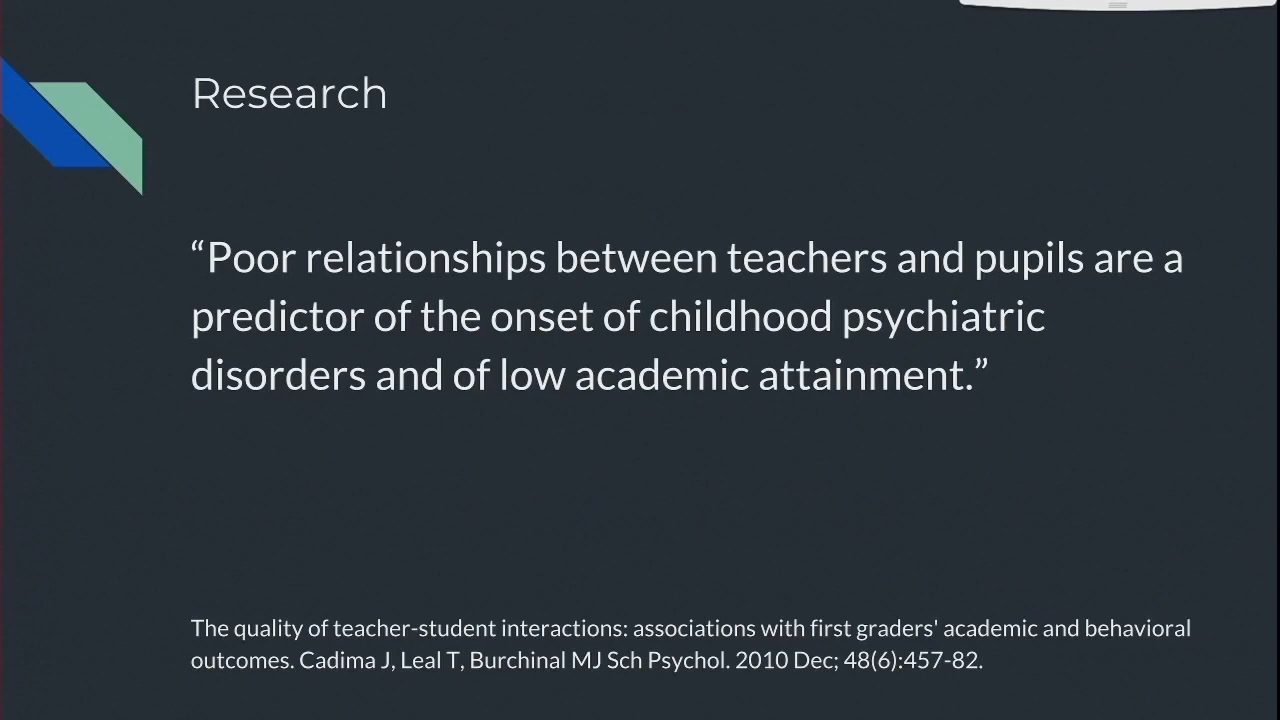 Research
“Poor relationships between teachers and pupils are a
predictor of the onset of childhood psychiatric
disorders and of low academic attainment.”
The quality of teacher-student interactions: associations with first graders' academic and behavioral
outcomes. Cadima J, Leal T, Burchinal MJ Sch Psychol. 2010 Dec; 48(6):457-82.